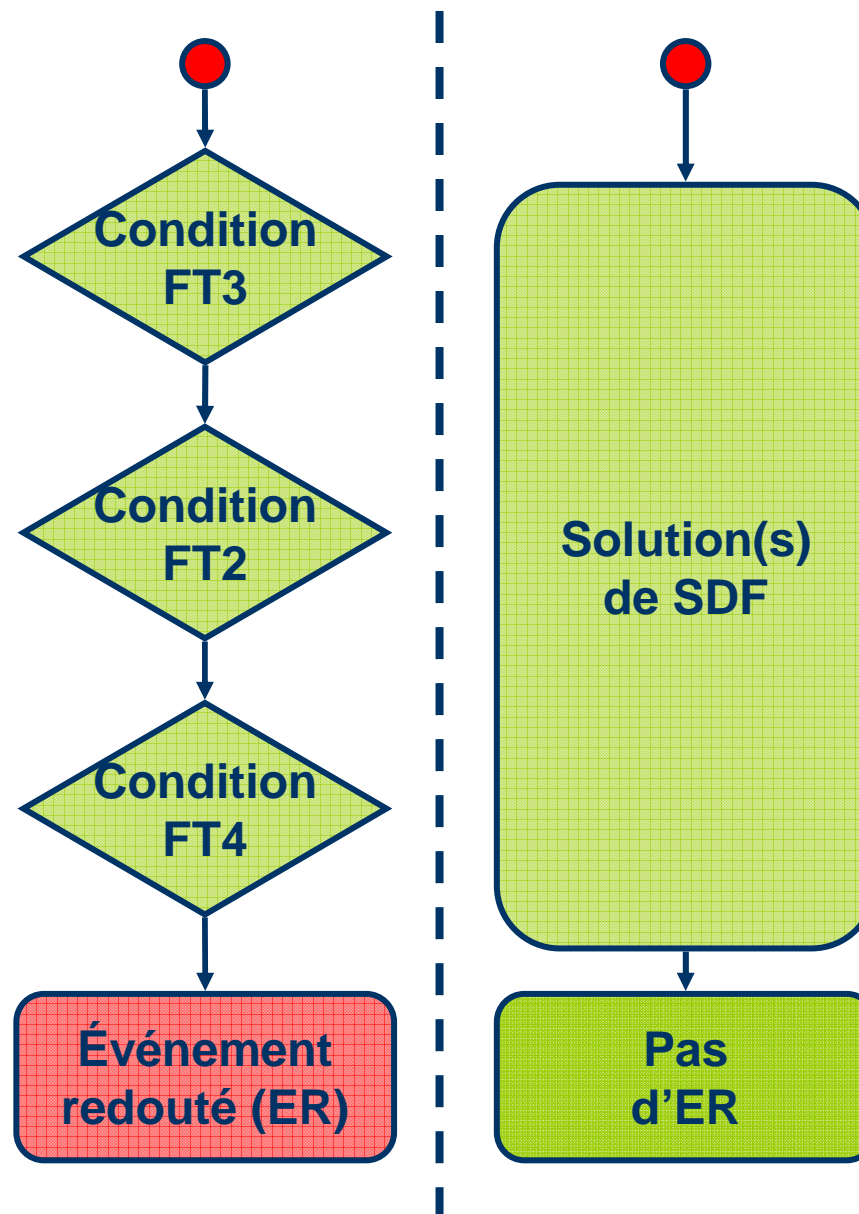 Condition
FT3
Condition
FT2
Condition
FT4
Événement
redouté (ER)
Solution(s)
de SDF
Pas
d’ER